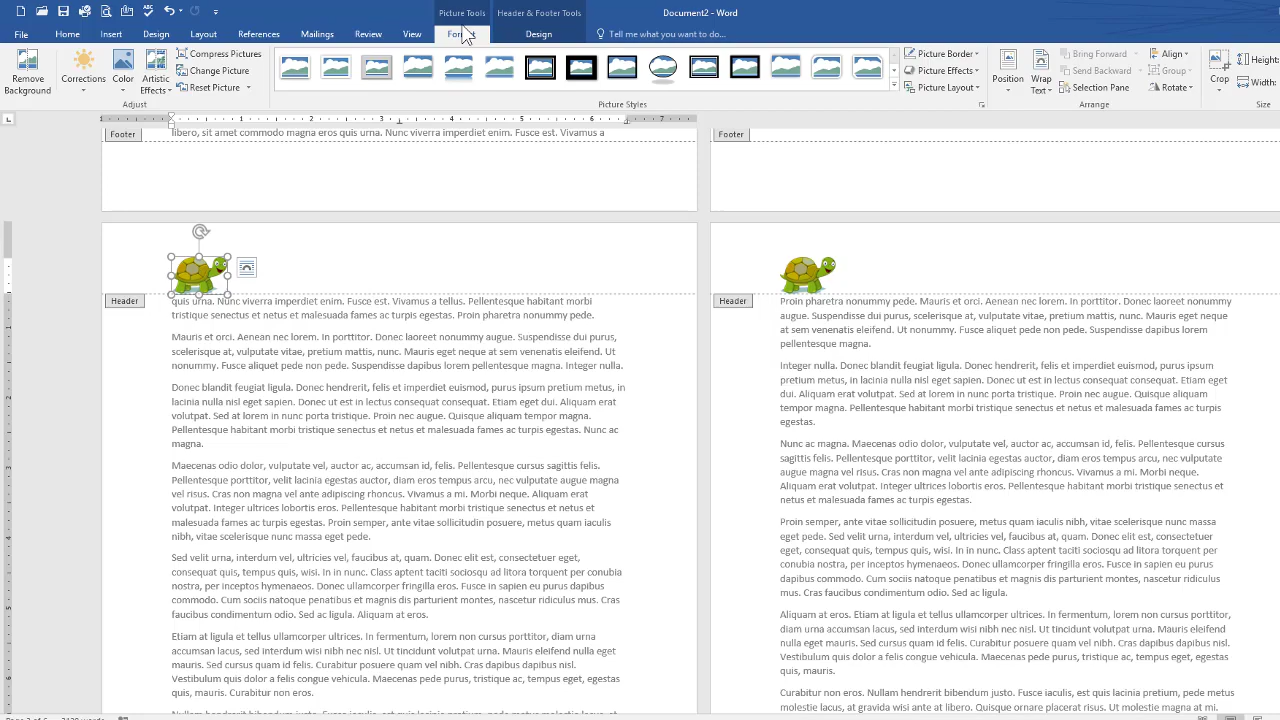 Picture Tools
Header & Footer Tools
Document2 - Word
File
Home
Insert
Design
Layout
References
Mailings
Review
View
Format
Design
Tell me what you want to do...
Remove
Background
Corrections
Color
Artistic
Effects
Compress Pictures
Change Picture
Reset Picture
Adjust
Picture Styles
Picture Border
Picture Effects
Picture Layout
Position
Wrap
Text
Bring Forward
Send Backward
Selection Pane
Group
Rotate
Arrange
Crop
Height
Width:
Size
1 2 3 4 5 6 7
Footer
libero, sit amet commodo magna eros quis urna. Nunc viverra imperdiet enim. Fusce est. Vivamus a
Footer
Header
quis urna. Nunc viverra imperdiet enim. Fusce est. Vivamus a tellus. Pellentesque habitant morbi
tristique senectus et netus et malesuada fames ac turpis egestas. Proin pharetra nonummy pede.
Mauris et orci. Aenean nec lorem. In porttitor. Donec laoreet nonummy augue. Suspendisse dui purus,
scelerisque at, vulputate vitae, pretium mattis, nunc. Mauris eget neque at sem venenatis eleifend. Ut
nonummy. Fusce aliquet pede non pede. Suspendisse dapibus lorem pellentesque magna. Integer nulla.
Donec blandit feugiat ligula. Donec hendrerit, felis et imperdiet euismod, purus ipsum pretium metus, in
lacinia nulla nisl eget sapien. Donec ut est in lectus consequat consequat. Etiam eget dui. Aliquam erat
volutpat. Sed at lorem in nunc porta tristique. Proin nec augue. Quisque aliquam tempor magna.
Pellentesque habitant morbi tristique senectus et netus et malesuada fames ac turpis egestas. Nunc ac
magna.
Maecenas odio dolor, vulputate vel, auctor ac, accumsan id, felis. Pellentesque cursus sagittis felis.
Pellentesque porttitor, velit lacinia egestas auctor, diam eros tempus arcu, nec vulputate augue magna
vel risus. Cras non magna vel ante adipiscing rhoncus. Vivamus a mi. Morbi neque. Aliquam erat
volutpat. Integer ultrices lobortis eros. Pellentesque habitant morbi tristique senectus et netus et
malesuada fames ac turpis egestas. Proin semper, ante vitae sollicitudin posuere, metus quam iaculis
nibh, vitae scelerisque nunc massa eget pede.
Sed velit urna, interdum vel, ultricies vel, faucibus at, quam. Donec elit est, consectetuer eget,
consequat quis, tempus quis, wisi. In in nunc. Class aptent taciti sociosqu ad litora torquent per conubia
nostra, per inceptos hymenaeos. Donec ullamcorper fringilla eros. Fusce in sapien eu purus dapibus
commodo. Cum sociis natoque penatibus et magnis dis parturient montes, nascetur ridiculus mus. Cras
faucibus condimentum odio. Sed ac ligula. Aliquam at eros.
Etiam at ligula et tellus ullamcorper ultrices. In fermentum, lorem non cursus porttitor, diam urna
accumsan lacus, sed interdum wisi nibh nec nisl. Ut tincidunt volutpat urna. Mauris eleifend nulla eget
mauris. Sed cursus quam id felis. Curabitur posuere quam vel nibh. Cras dapibus dapibus nisl.
Vestibulum quis dolor a felis congue vehicula. Maecenas pede purus, tristique ac, tempus eget, egestas
quis, mauris. Curabitur non eros.
Header
Proin pharetra nonummy pede. Mauris et orci. Aenean nec lorem. In porttitor. Donec laoreet nonummy
augue. Suspendisse dui purus, scelerisque at, vulputate vitae, pretium mattis, nunc. Mauris eget neque
at sem venenatis eleifend. Ut nonummy. Fusce aliquet pede non pede. Suspendisse dapibus lorem
pellentesque magna.
Integer nulla. Donec blandit feugiat ligula. Donec hendrerit, felis et imperdiet euismod, purus ipsum
pretium metus, in lacinia nulla nisl eget sapien. Donec ut est in lectus consequat consequat. Etiam eget
dui. Aliquam erat volutpat. Sed at lorem in nunc porta tristique. Proin nec augue. Quisque aliquam
tempor magna. Pellentesque habitant morbi tristique senectus et netus et malesuada fames ac turpis
egestas.
Nunc ac magna. Maecenas odio dolor, vulputate vel, auctor ac, accumsan id, felis. Pellentesque cursus
sagittis felis. Pellentesque porttitor, velit lacinia egestas auctor, diam eros tempus arcu, nec vulputate
augue magna vel risus. Cras non magna vel ante adipiscing rhoncus. Vivamus a mi. Morbi neque.
Aliquam erat volutpat. Integer ultrices lobortis eros. Pellentesque habitant morbi tristique senectus et
netus et malesuada fames ac turpis egestas.
Proin semper, ante vitae sollicitudin posuere, metus quam iaculis nibh, vitae scelerisque nunc massa
eget pede. Sed velit urna, interdum vel, ultricies vel, faucibus at, quam. Donec elit est, consectetuer
eget, consequat quis, tempus quis, wisi. In in nunc. Class aptent taciti sociosqu ad litora torquent per
conubia nostra, per inceptos hymenaeos. Donec ullamcorper fringilla eros. Fusce in sapien eu purus
dapibus commodo. Cum sociis natoque penatibus et magnis dis parturient montes, nascetur ridiculus
mus. Cras faucibus condimentum odio. Sed ac ligula.
Aliquam at eros. Etiam at ligula et tellus ullamcorper ultrices. In fermentum, lorem non cursus porttitor,
diam urna accumsan lacus, sed interdum wisi nibh nec nisl. Ut tincidunt volutpat urna. Mauris eleifend
nulla eget mauris. Sed cursus quam id felis. Curabitur posuere quam vel nibh. Cras dapibus dapibus nisl.
Vestibulum quis dolor a felis congue vehicula. Maecenas pede purus, tristique ac, tempus eget, egestas
quis, mauris.
Curabitur non eros. Nullam hendrerit bibendum justo. Fusce iaculis, est quis lacinia pretium, pede metus
molestie lacus, at gravida wisi ante at libero. Quisque ornare placerat risus. Ut molestie magna at mi.